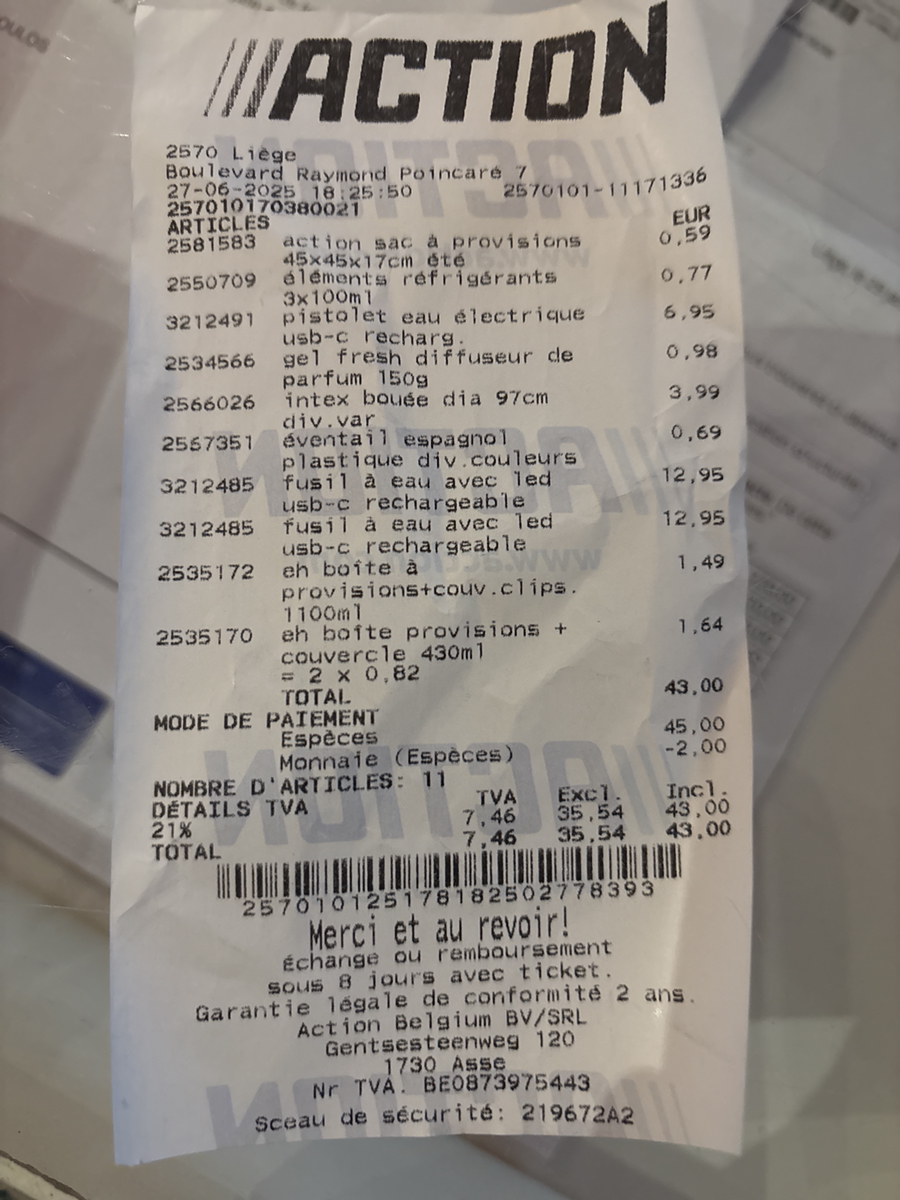 ///ACTION
2570 Liège
Boulevard Raymond Poincaré 7
27-06-2025 18:25:50 2570101-11171336
257010170380021
ARTICLES EUR
2581583 action sac à provisions 0,59
45x45x17cm été
2550709 éléments réfrigérants 0,77
3x100ml
3212491 pistolet eau électrique 6,95
usb-c recharg.
2534566 gel fresh diffuseur de 0,98
parfum 150g
2566026 intex bouée dia 97cm 3,99
div.var
2567351 éventail espagnol 0,69
plastique div.couleurs
3212485 fusil à eau avec led 12,95
usb-c rechargeable
3212485 fusil à eau avec led 12,95
usb-c rechargeable
2535172 eh boîte à 1,49
provisions+couv.clips.
1100ml
2535170 eh boîte provisions + 1,64
couvercle 430ml
= 2 x 0,82
TOTAL 43,00
MODE DE PAIEMENT
Espèces 45,00
Monnaie (Espèces) -2,00
NOMBRE D'ARTICLES: 11
DÉTAILS TVA TVA Excl. Incl.
21% 7,46 35,54 43,00
TOTAL 7,46 35,54 43,00
2570101251781825027 78393
Merci et au revoir!
Échange ou remboursement
sous 8 jours avec ticket.
Garantie légale de conformité 2 ans.
Action Belgium BV/SRL
Gentsesteenweg 120
1730 Asse
Nr TVA. BE0873975443
Sceau de sécurité: 219672A2